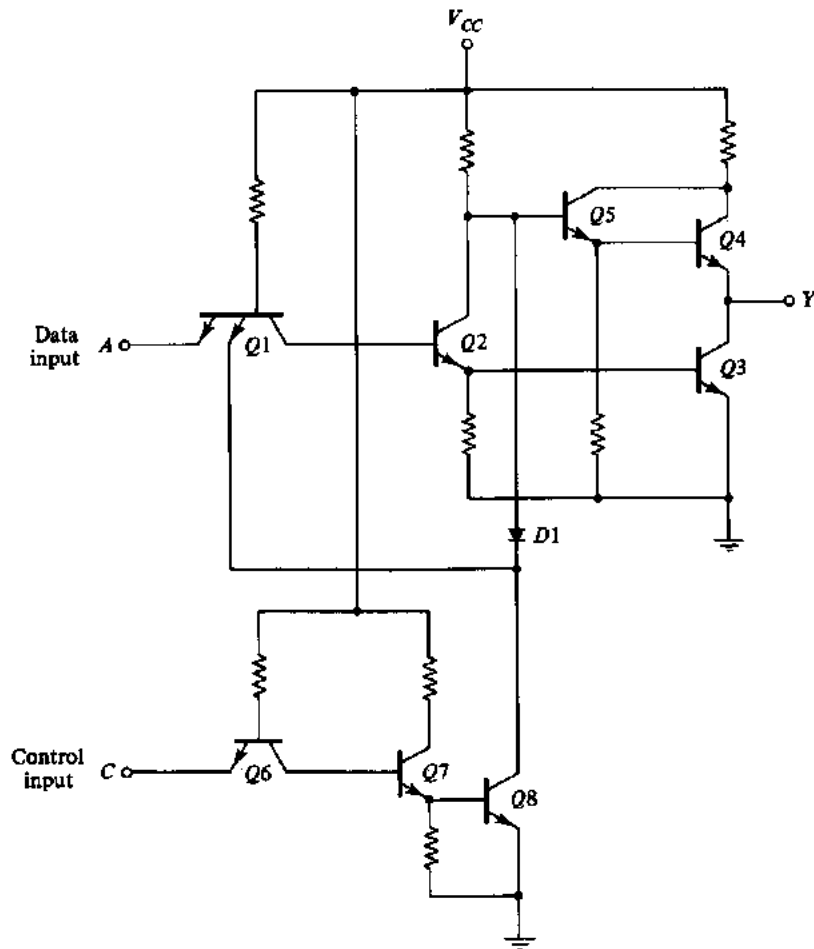 V_CC
Q5
Q4
Y
Data
input
A
Q1
Q2
Q3
D1
Control
input
C
Q6
Q7
Q8